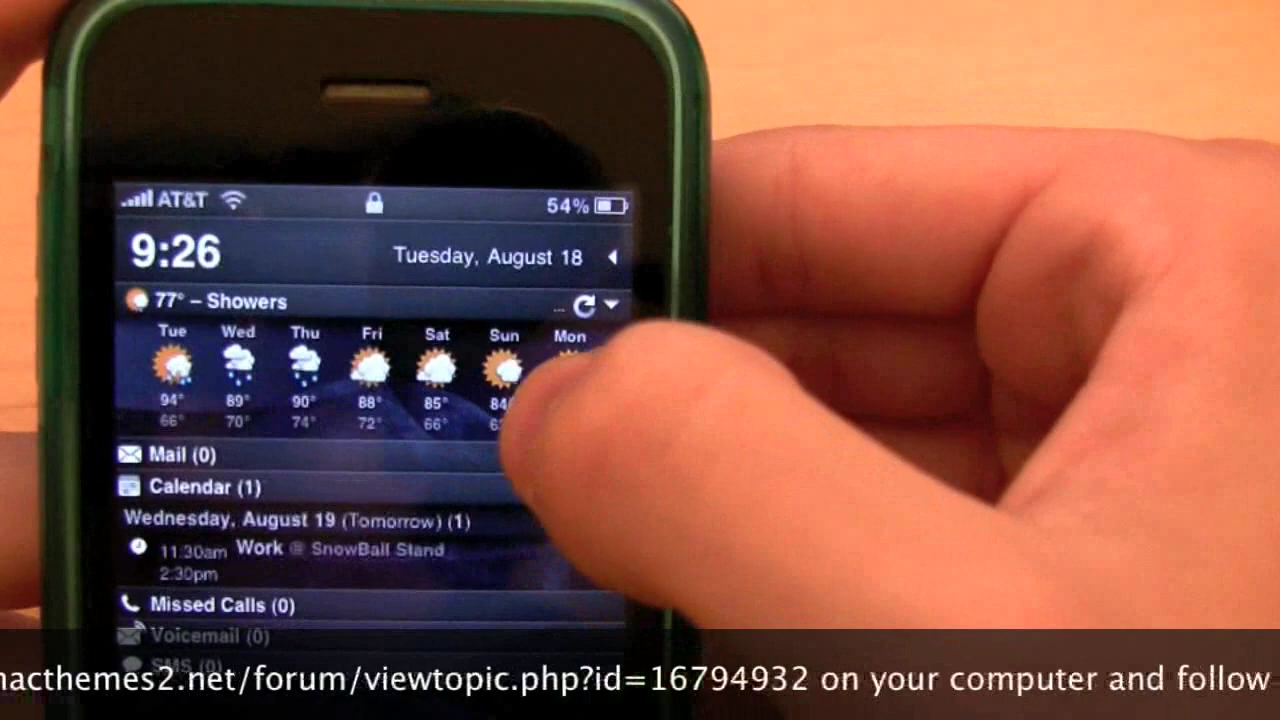 AT&T 54%
9:26 Tuesday, August 18
77° – Showers ...
Tue Wed Thu Fri Sat Sun Mon
94° 89° 90° 88° 85° 84
66° 70° 74° 72° 66°
Mail (0)
Calendar (1)
Wednesday, August 19 (Tomorrow) (1)
11:30am Work @ SnowBall Stand
2:30pm
Missed Calls (0)
Voicemail (0)
SMS (0)
macthemes2.net/forum/viewtopic.php?id=16794932 on your computer and follow